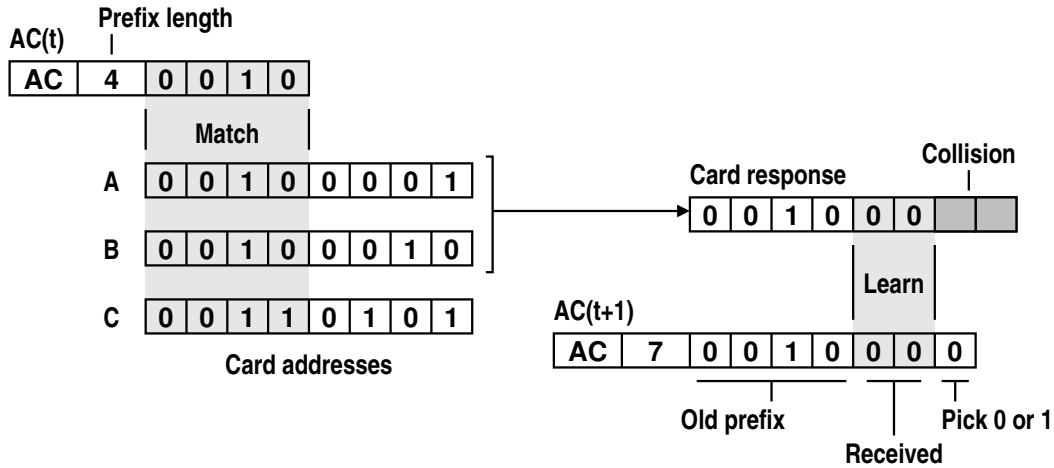 Prefix length
AC(t)
AC 4 0 0 1 0
Match
A 0 0 1 0 0 0 0 1
B 0 0 1 0 0 0 1 0
C 0 0 1 1 0 1 0 1
Card addresses
Collision
Card response
0 0 1 0 0 0
Learn
AC(t+1)
AC 7 0 0 1 0 0 0 0
Old prefix
Pick 0 or 1
Received